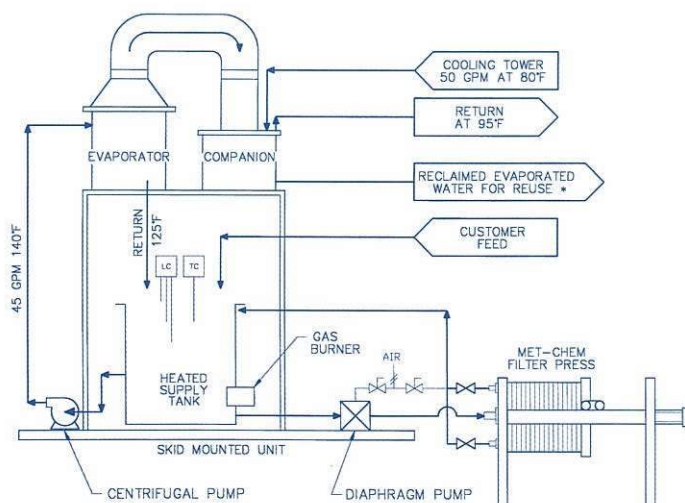 COOLING TOWER
50 GPM AT 80°F
RETURN
AT 95°F
EVAPORATOR
COMPANION
RECLAIMED EVAPORATED
WATER FOR REUSE *
RETURN
125°F
CUSTOMER
FEED
LC
TC
45 GPM 140°F
GAS
BURNER
AIR
MET-CHEM
FILTER PRESS
HEATED
SUPPLY
TANK
SKID MOUNTED UNIT
CENTRIFUGAL PUMP
DIAPHRAGM PUMP